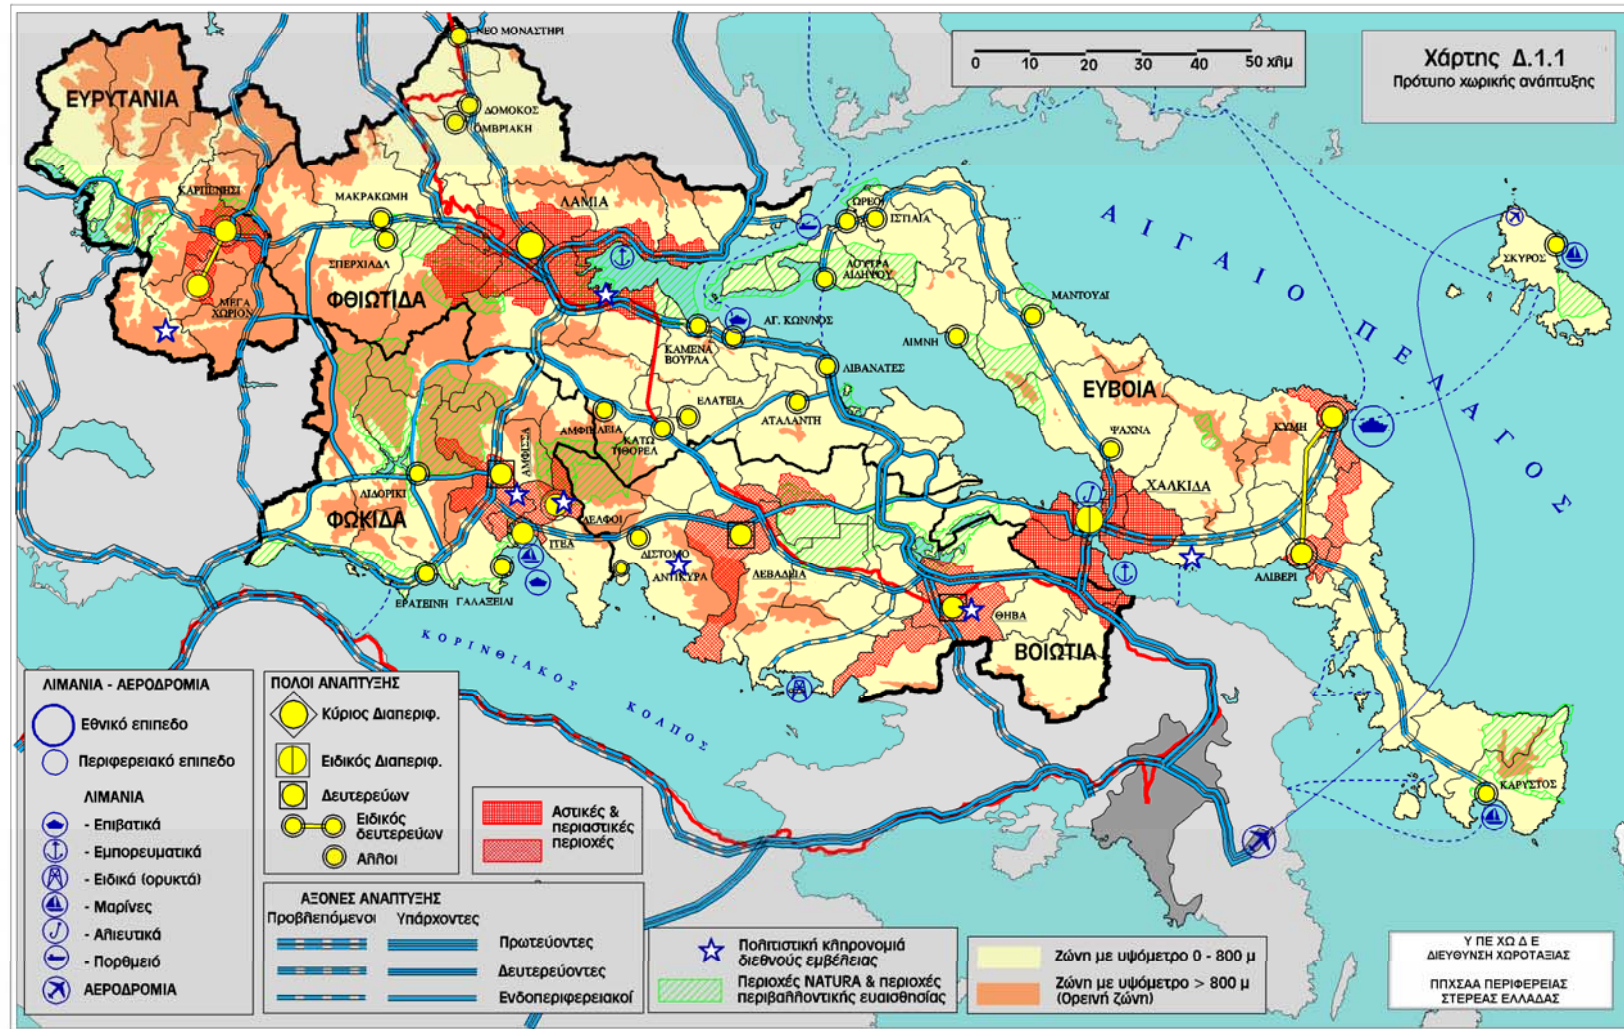 Χάρτης Δ.1.1
Πρότυπο χωρικής ανάπτυξης
0 10 20 30 40 50 χλμ
ΝΕΟ ΜΟΝΑΣΤΗΡΙ
ΕΥΡΥΤΑΝΙΑ
ΔΟΜΟΚΟΣ
ΟΜΒΡΙΑΚΗ
ΚΑΡΠΕΝΗΣΙ
ΜΑΚΡΑΚΩΜΗ
ΛΑΜΙΑ
ΩΡΕΟΙ
ΙΣΤΙΑΙΑ
ΣΠΕΡΧΙΑΔΑ
ΛΟΥΤΡΑ
ΑΙΔΗΨΟΥ
ΑΙΓΑΙΟ ΠΕΛΑΓΟΣ
ΣΚΥΡΟΣ
ΜΕΓΑ
ΧΩΡΙΟΝ
ΦΘΙΩΤΙΔΑ
ΜΑΝΤΟΥΔΙ
ΑΓ. ΚΩΝ/ΝΟΣ
ΚΑΜΕΝΑ
ΒΟΥΡΛΑ
ΛΙΜΝΗ
ΛΙΒΑΝΑΤΕΣ
ΕΥΒΟΙΑ
ΕΛΑΤΕΙΑ
ΑΤΑΛΑΝΤΗ
ΑΜΦΙΚΛΕΙΑ
ΚΑΤΩ
ΤΙΘΟΡΕΑ
ΚΥΜΗ
ΨΑΧΝΑ
ΑΜΦΙΣΣΑ
ΛΙΔΟΡΙΚΙ
ΧΑΛΚΙΔΑ
ΦΩΚΙΔΑ
ΔΕΛΦΟΙ
ΙΤΕΑ
ΔΙΣΤΟΜΟ
ΑΝΤΙΚΥΡΑ
ΛΕΒΑΔΕΙΑ
ΑΛΙΒΕΡΙ
ΕΡΑΤΕΙΝΗ
ΓΑΛΑΞΕΙΔΙ
ΘΗΒΑ
ΒΟΙΩΤΙΑ
ΚΟΡΙΝΘΙΑΚΟΣ ΚΟΛΠΟΣ
ΚΑΡΥΣΤΟΣ
ΛΙΜΑΝΙΑ - ΑΕΡΟΔΡΟΜΙΑ
Εθνικό επιπεδο
Περιφερειακό επιπεδο
ΛΙΜΑΝΙΑ
- Επιβατικά
- Εμπορευματικά
- Ειδικά (ορυκτά)
- Μαρίνες
- Αλιευτικά
- Πορθμειό
ΑΕΡΟΔΡΟΜΙΑ
ΠΟΛΟΙ ΑΝΑΠΤΥΞΗΣ
Κύριος Διαπεριφ.
Ειδικός Διαπεριφ.
Δευτερεύων
Ειδικός
δευτερεύων
Αλλοι
Αστικές &
περιαστικές
περιοχές
ΑΞΟΝΕΣ ΑΝΑΠΤΥΞΗΣ
Προβλεπόμενοι Υπάρχοντες
Πρωτεύοντες
Δευτερεύοντες
Ενδοπεριφερειακοί
Πολιτιστική κληρονομιά
διεθνούς εμβέλειας
Περιοχές NATURA & περιοχές
περιβαλλοντικής ευαισθησίας
Ζώνη με υψόμετρο 0 - 800 μ
Ζώνη με υψόμετρο > 800 μ
(Ορεινή ζώνη)
Υ ΠΕ ΧΩ Δ Ε
ΔΙΕΥΘΥΝΣΗ ΧΩΡΟΤΑΞΙΑΣ
ΠΠΧΣΑΑ ΠΕΡΙΦΕΡΕΙΑΣ
ΣΤΕΡΕΑΣ ΕΛΛΑΔΑΣ